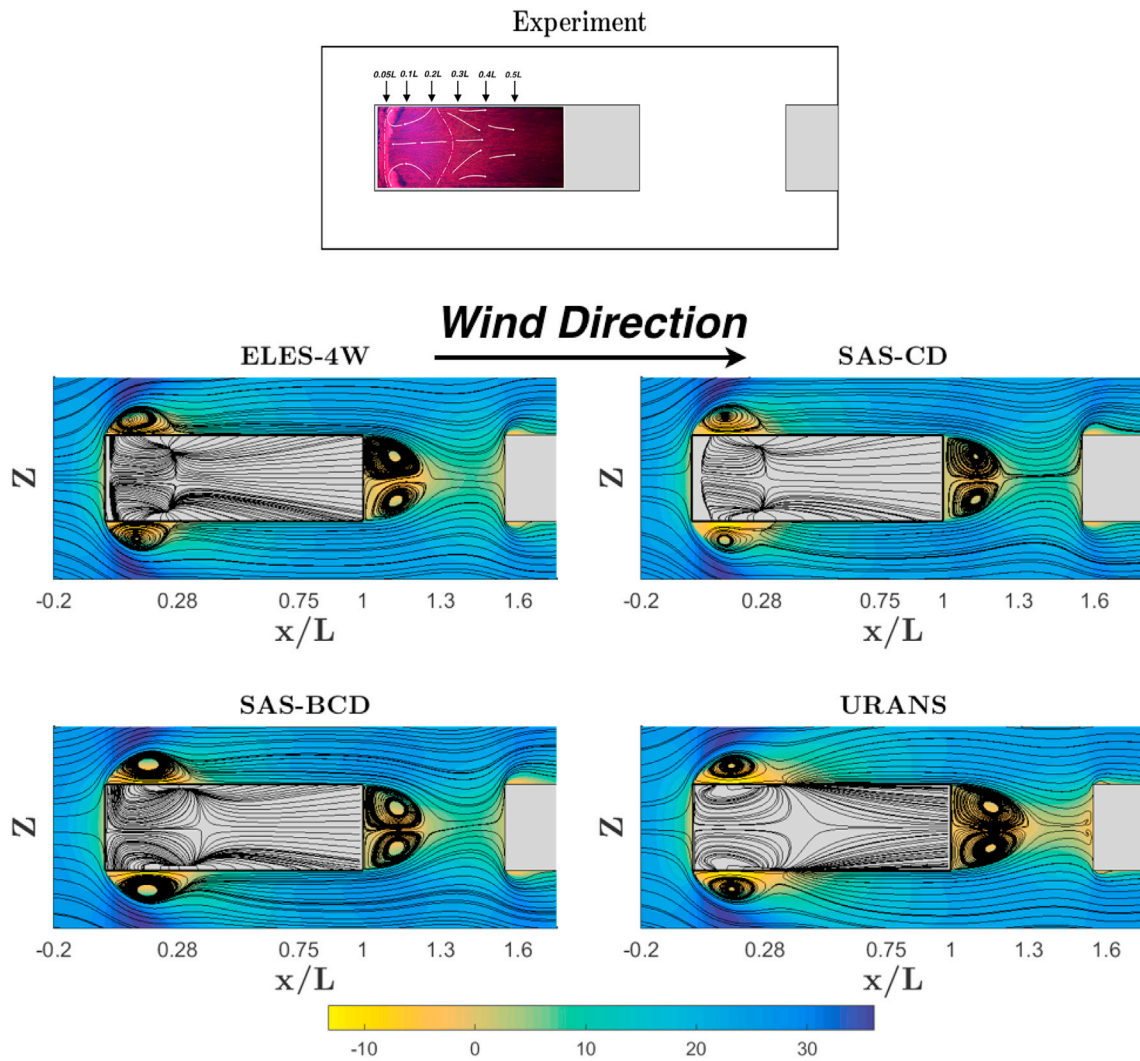 Experiment
0.05L 0.1L 0.2L 0.3L 0.4L 0.5L
Wind Direction
ELES-4W SAS-CD
Z Z
-0.2 0.28 0.75 1 1.3 1.6 -0.2 0.28 0.75 1 1.3 1.6
x/L x/L
SAS-BCD URANS
Z Z
-0.2 0.28 0.75 1 1.3 1.6 -0.2 0.28 0.75 1 1.3 1.6
x/L x/L
-10 0 10 20 30